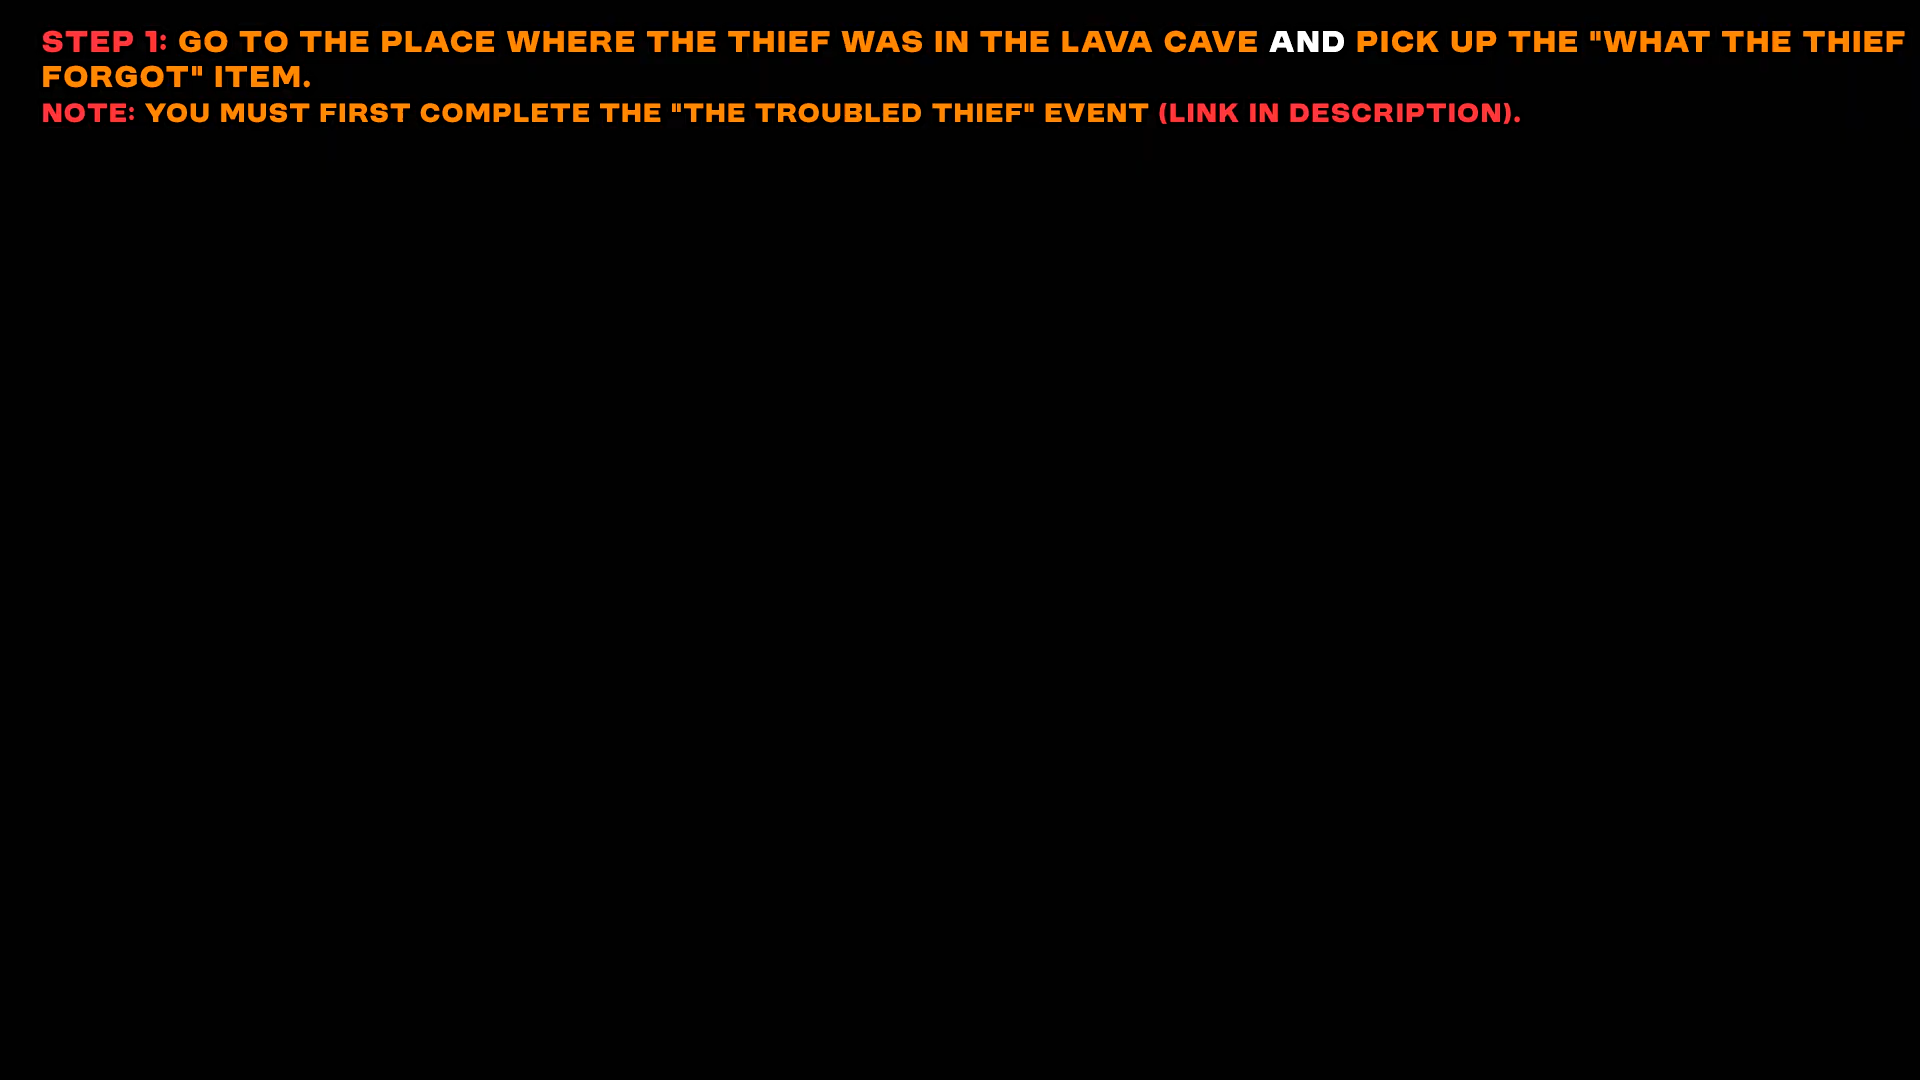 STEP 1: GO TO THE PLACE WHERE THE THIEF WAS IN THE LAVA CAVE AND PICK UP THE "WHAT THE THIEF
FORGOT" ITEM.
NOTE: YOU MUST FIRST COMPLETE THE "THE TROUBLED THIEF" EVENT (LINK IN DESCRIPTION).